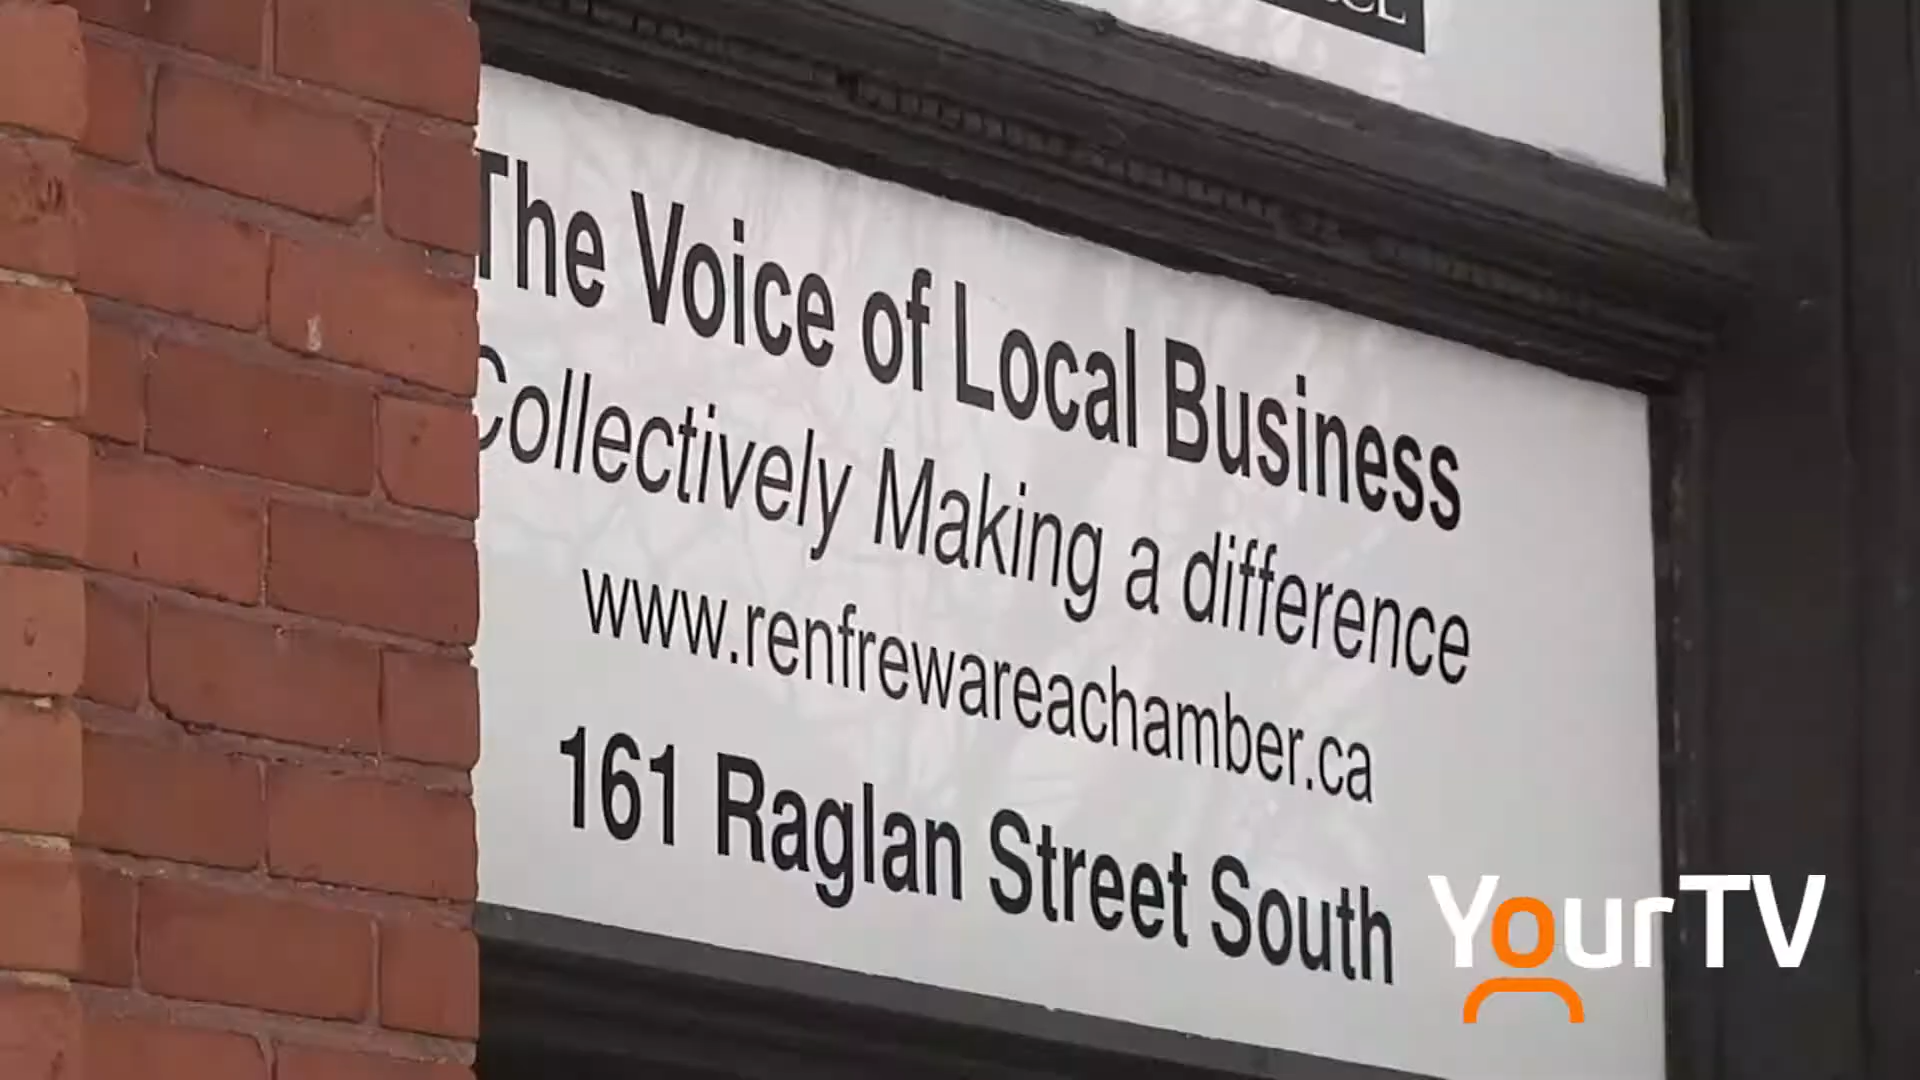 The Voice of Local Business
Collectively Making a difference
www.renfrewareachamber.ca
161 Raglan Street South
YourTV